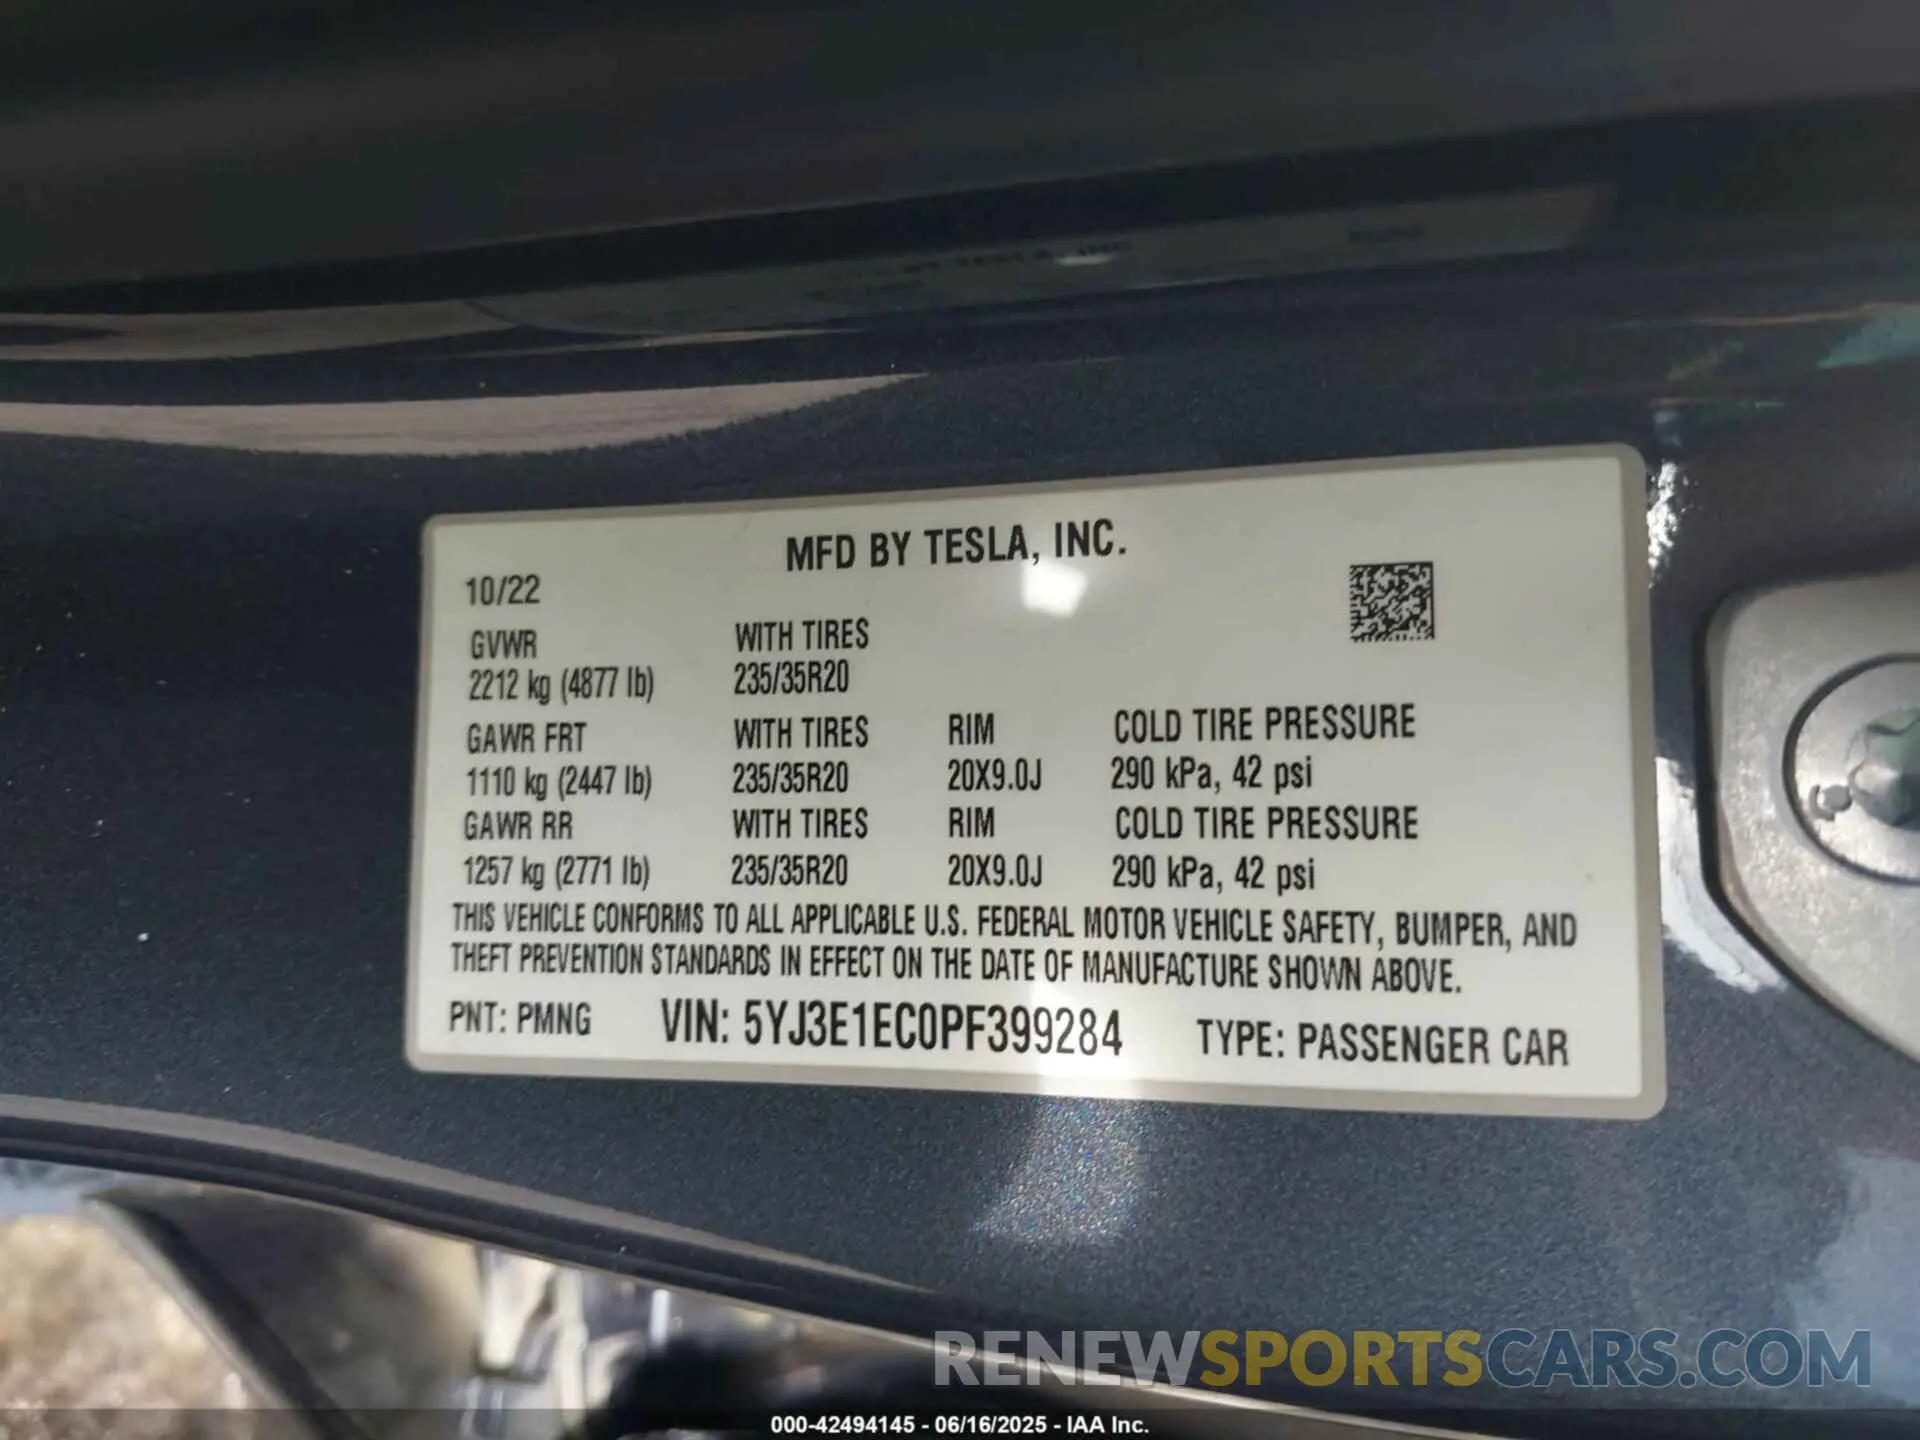 MFD BY TESLA, INC.
10/22
GVWR WITH TIRES
2212 kg (4877 lb) 235/35R20
GAWR FRT WITH TIRES RIM COLD TIRE PRESSURE
1110 kg (2447 lb) 235/35R20 20X9.0J 290 kPa, 42 psi
GAWR RR WITH TIRES RIM COLD TIRE PRESSURE
1257 kg (2771 lb) 235/35R20 20X9.0J 290 kPa, 42 psi
THIS VEHICLE CONFORMS TO ALL APPLICABLE U.S. FEDERAL MOTOR VEHICLE SAFETY, BUMPER, AND
THEFT PREVENTION STANDARDS IN EFFECT ON THE DATE OF MANUFACTURE SHOWN ABOVE.
PNT: PMNG VIN: 5YJ3E1EC0PF399284 TYPE: PASSENGER CAR
RENEWSPORTSCARS.COM
000-42494145 - 06/16/2025 - IAA Inc.